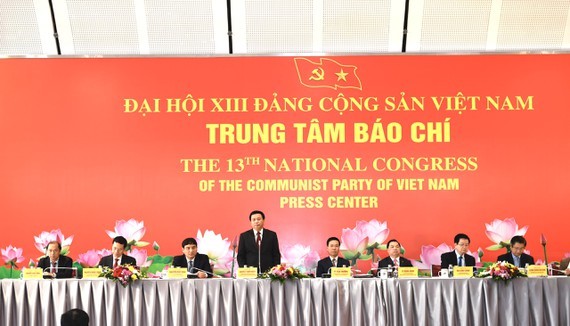 ĐẠI HỘI XIII ĐẢNG CỘNG SẢN VIỆT NAM
TRUNG TÂM BÁO CHÍ
THE 13TH NATIONAL CONGRESS
OF THE COMMUNIST PARTY OF VIET NAM
PRESS CENTER